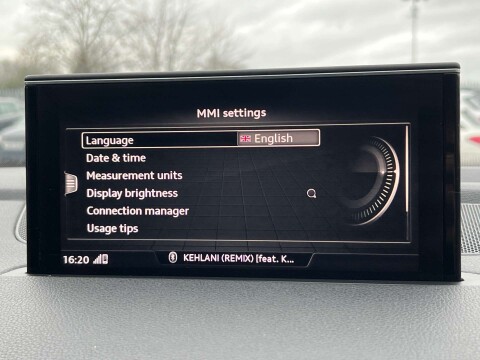 MMI settings
Language English
Date & time
Measurement units
Display brightness
Connection manager
Usage tips
16:20 KEHLANI (REMIX) [feat. K...